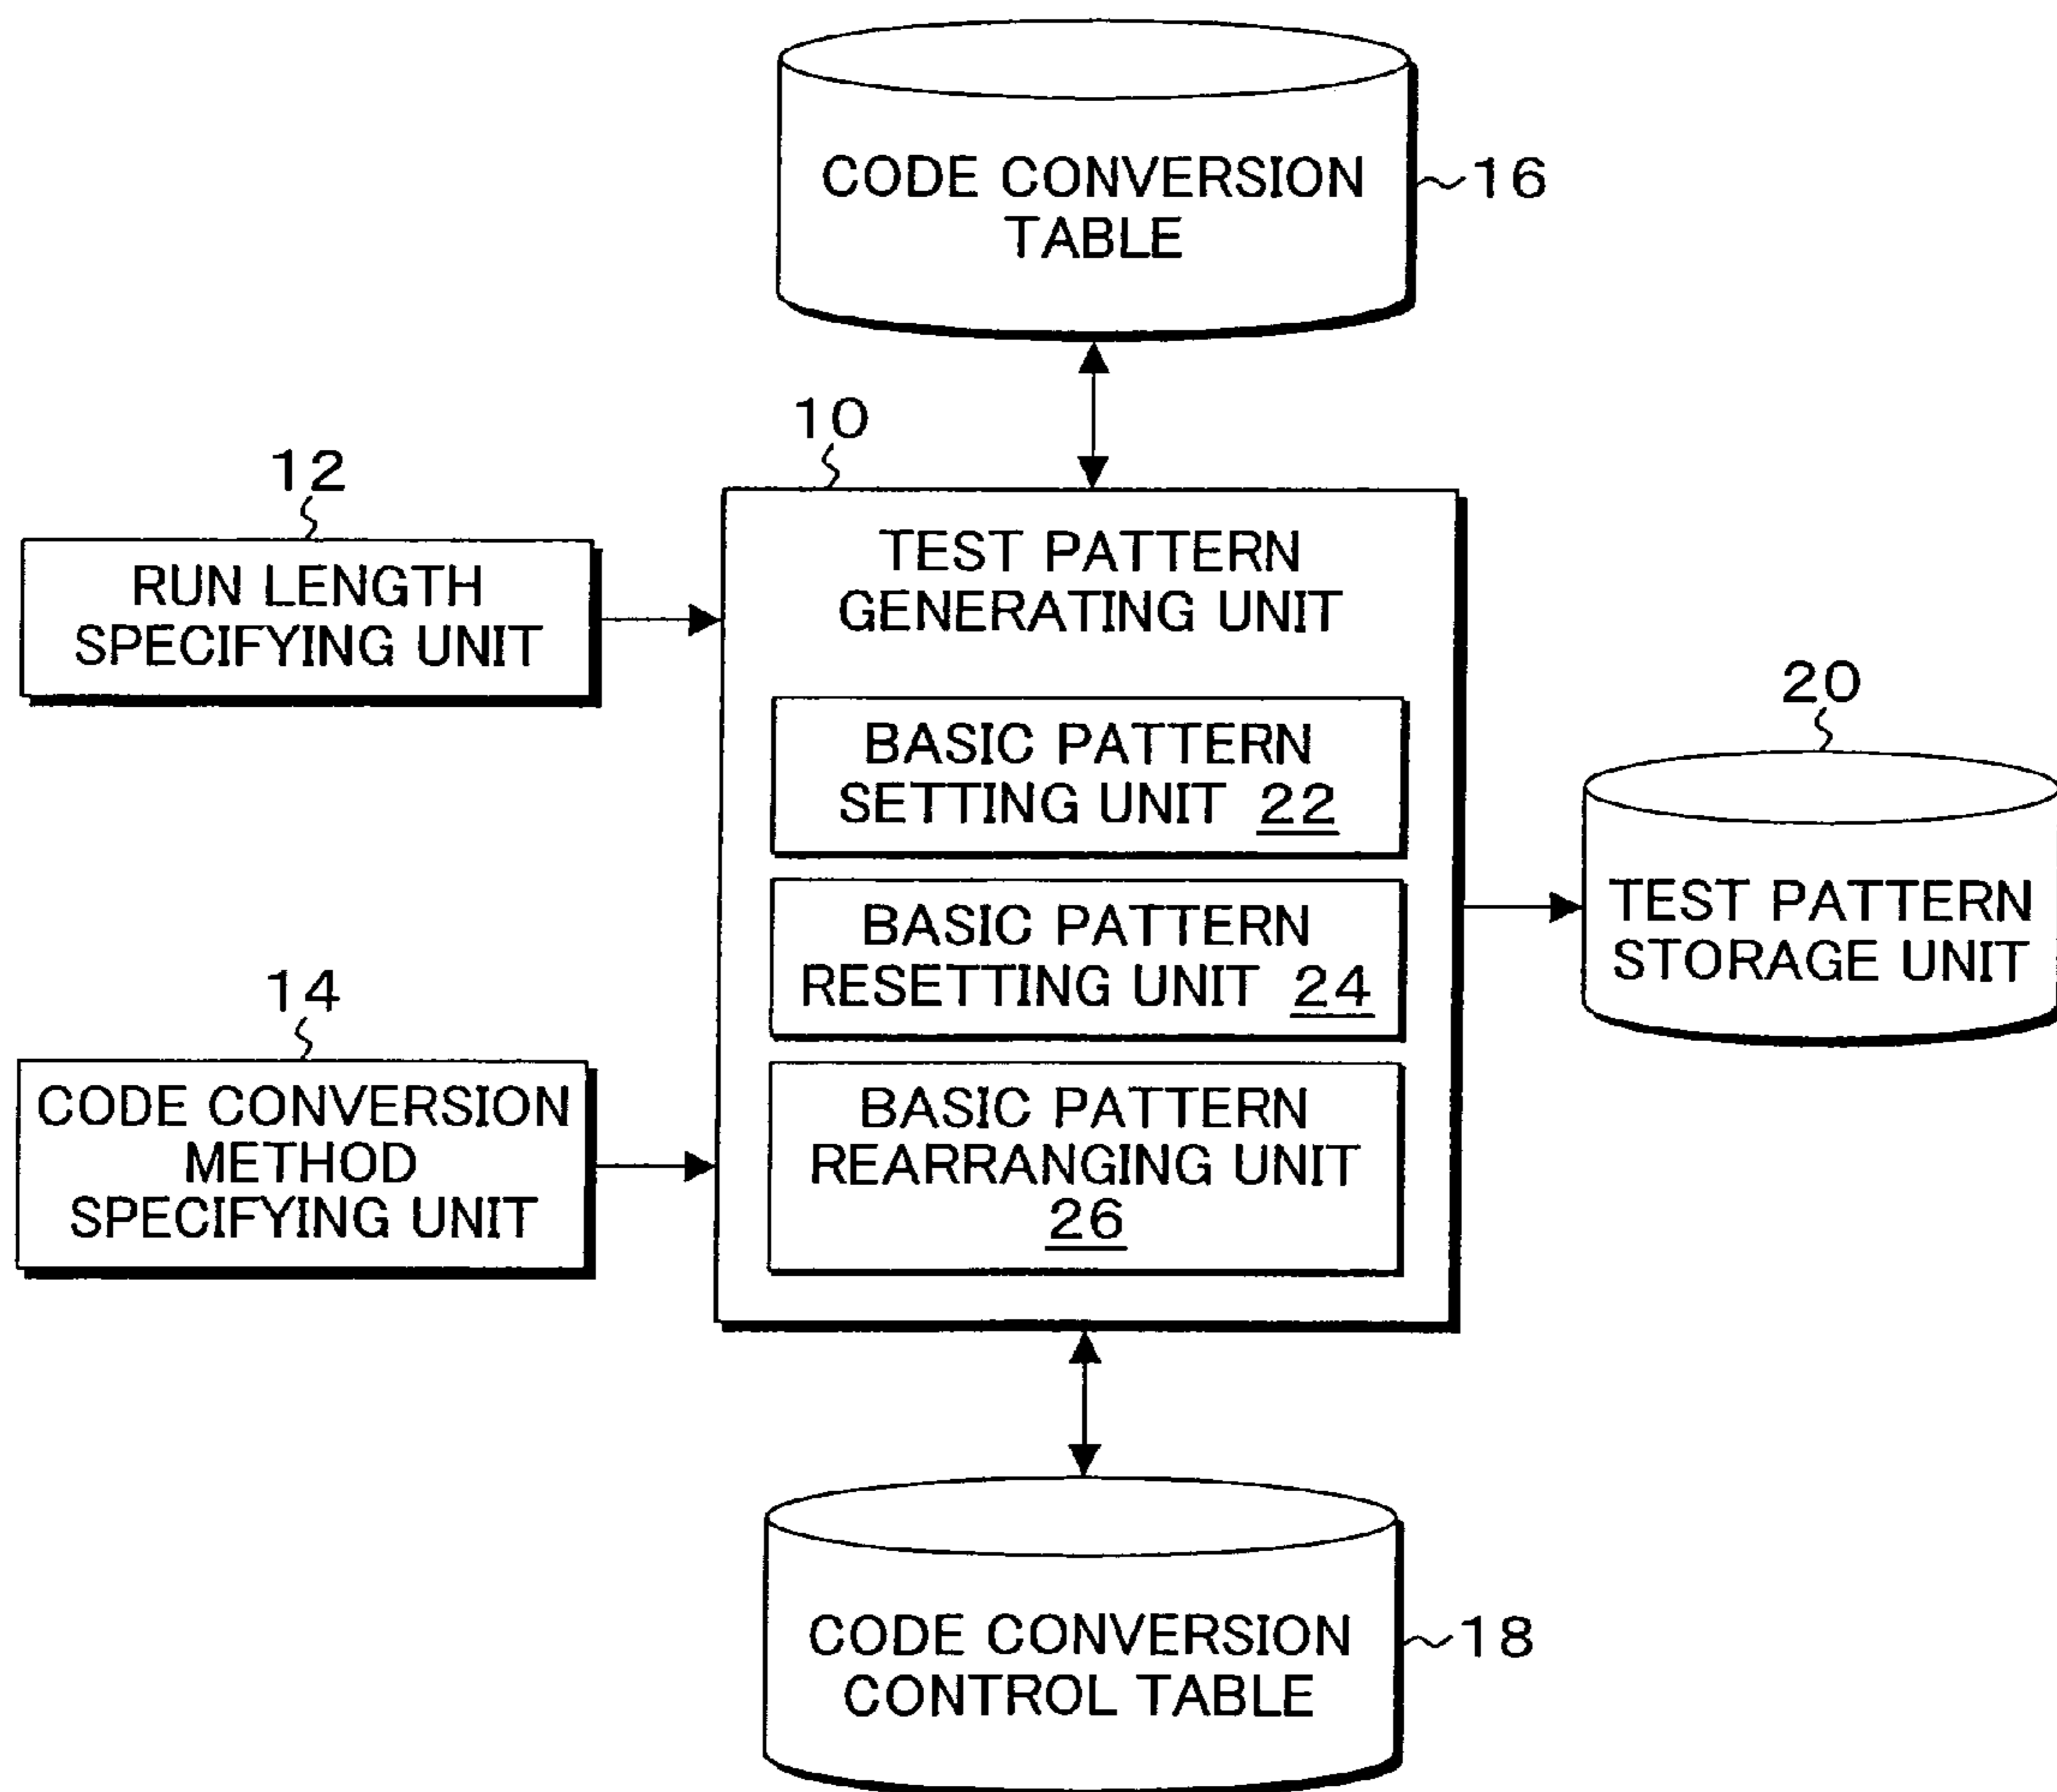 CODE CONVERSION
TABLE
16
10
12
RUN LENGTH
SPECIFYING UNIT
TEST PATTERN
GENERATING UNIT
BASIC PATTERN
SETTING UNIT 22
BASIC PATTERN
RESETTING UNIT 24
BASIC PATTERN
REARRANGING UNIT
26
20
TEST PATTERN
STORAGE UNIT
14
CODE CONVERSION
METHOD
SPECIFYING UNIT
CODE CONVERSION
CONTROL TABLE
18